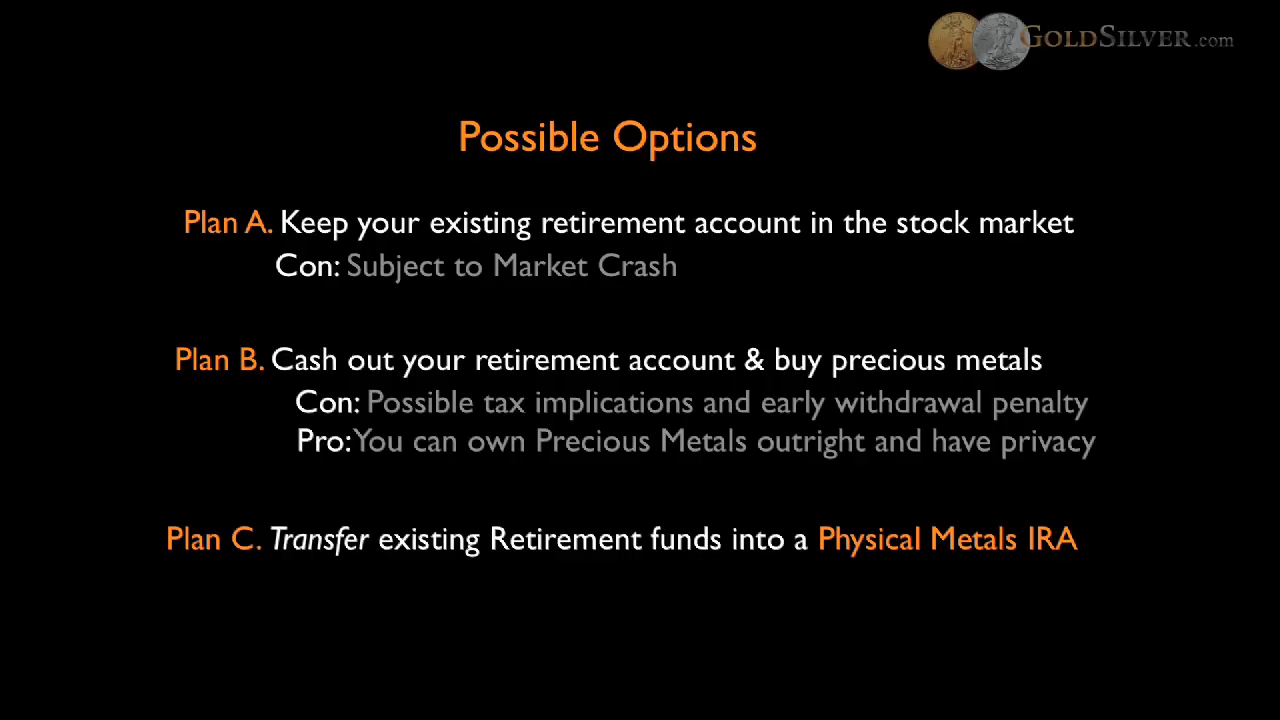 GOLDSILVER.com
Possible Options
Plan A. Keep your existing retirement account in the stock market
Con: Subject to Market Crash
Plan B. Cash out your retirement account & buy precious metals
Con: Possible tax implications and early withdrawal penalty
Pro: You can own Precious Metals outright and have privacy
Plan C. Transfer existing Retirement funds into a Physical Metals IRA